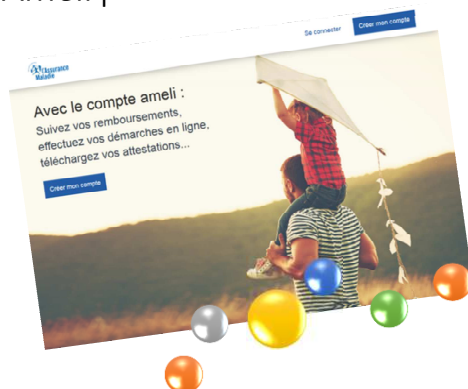 Se connecter
Créer mon compte
l'Assurance
Maladie
Avec le compte ameli :
Suivez vos remboursements,
effectuez vos démarches en ligne,
téléchargez vos attestations...
Créer mon compte